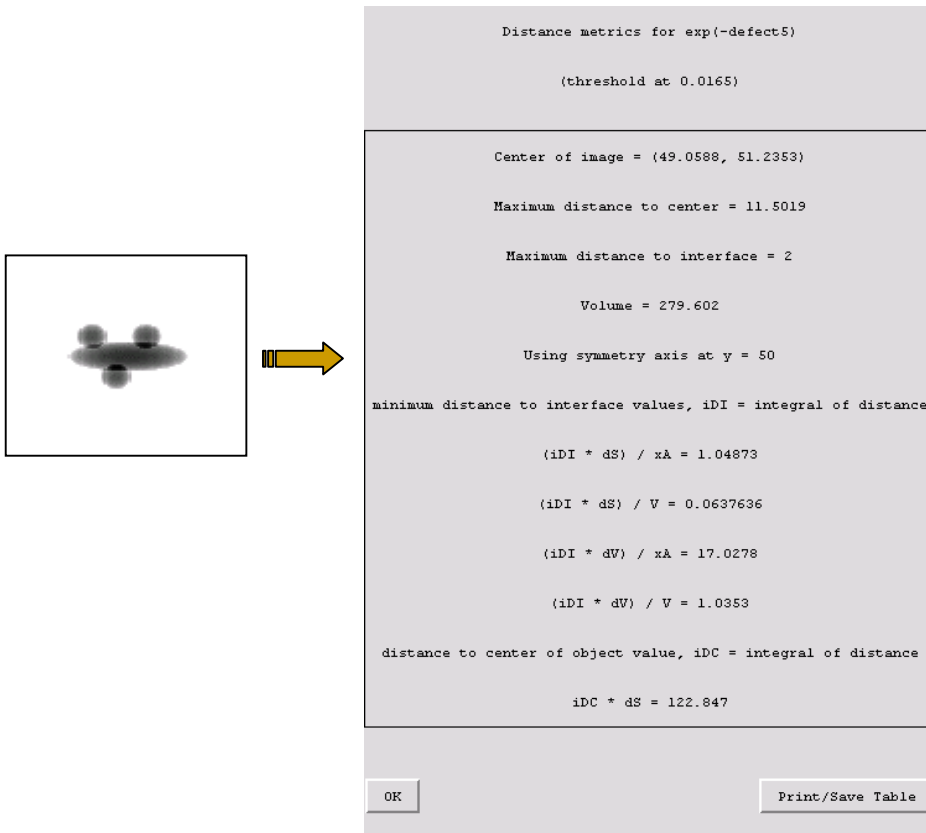 Distance metrics for exp(-defect5)
(threshold at 0.0165)
Center of image = (49.0588, 51.2353)
Maximum distance to center = 11.5019
Maximum distance to interface = 2
Volume = 279.602
Using symmetry axis at y = 50
minimum distance to interface values, iDI = integral of distance
(iDI * dS) / xA = 1.04873
(iDI * dS) / V = 0.0637636
(iDI * dV) / xA = 17.0278
(iDI * dV) / V = 1.0353
distance to center of object value, iDC = integral of distance
iDC * dS = 122.847
OK
Print/Save Table